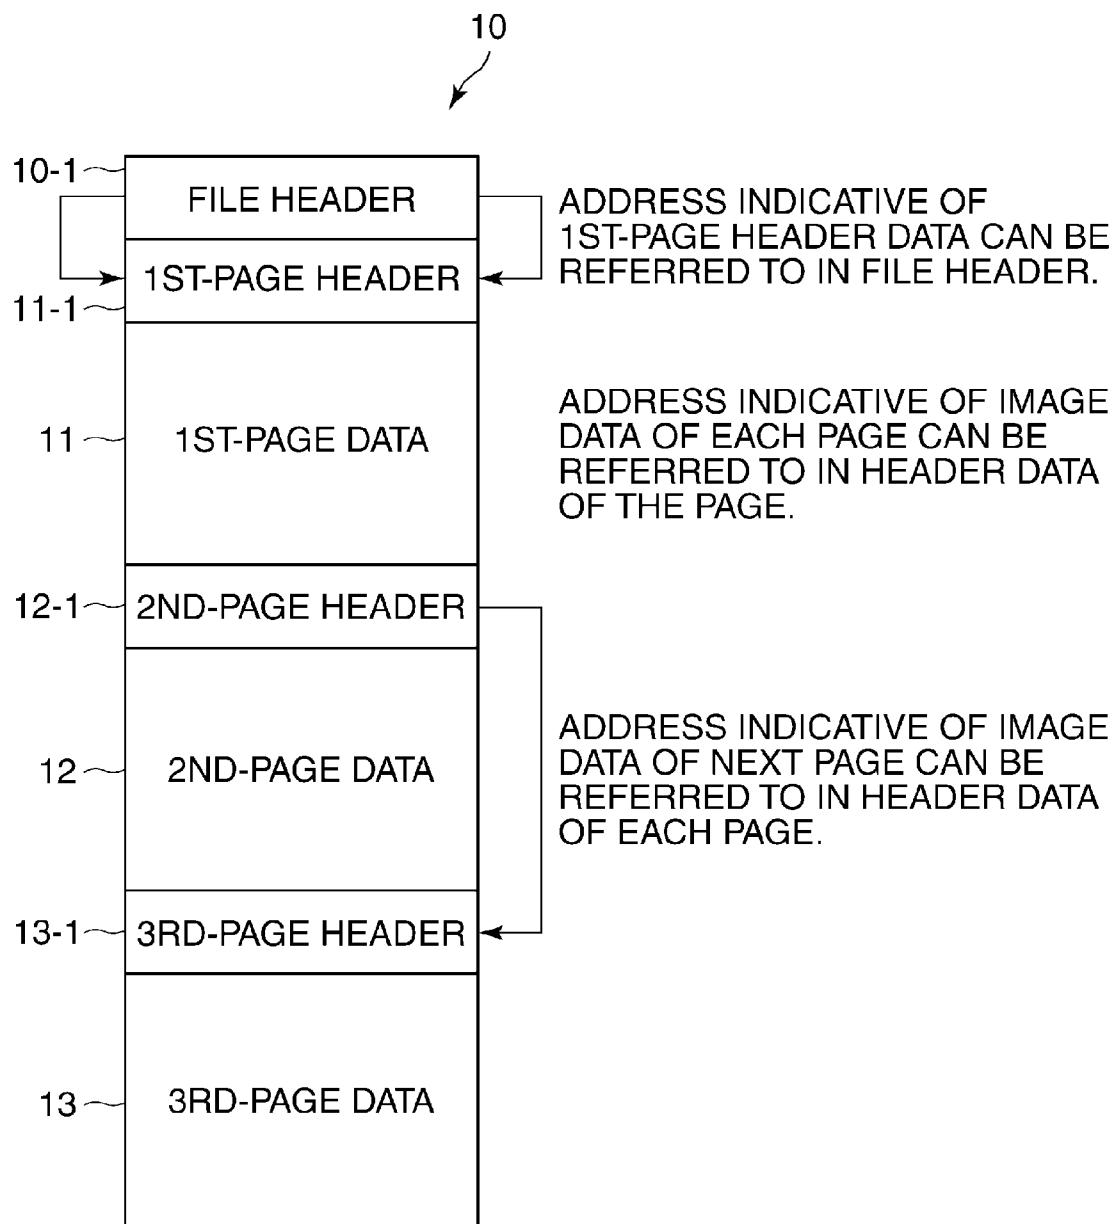 10
10-1
FILE HEADER
ADDRESS INDICATIVE OF
1ST-PAGE HEADER DATA CAN BE
REFERRED TO IN FILE HEADER.
1ST-PAGE HEADER
11-1
ADDRESS INDICATIVE OF IMAGE
DATA OF EACH PAGE CAN BE
REFERRED TO IN HEADER DATA
OF THE PAGE.
11
1ST-PAGE DATA
12-1
2ND-PAGE HEADER
ADDRESS INDICATIVE OF IMAGE
DATA OF NEXT PAGE CAN BE
REFERRED TO IN HEADER DATA
OF EACH PAGE.
12
2ND-PAGE DATA
13-1
3RD-PAGE HEADER
13
3RD-PAGE DATA